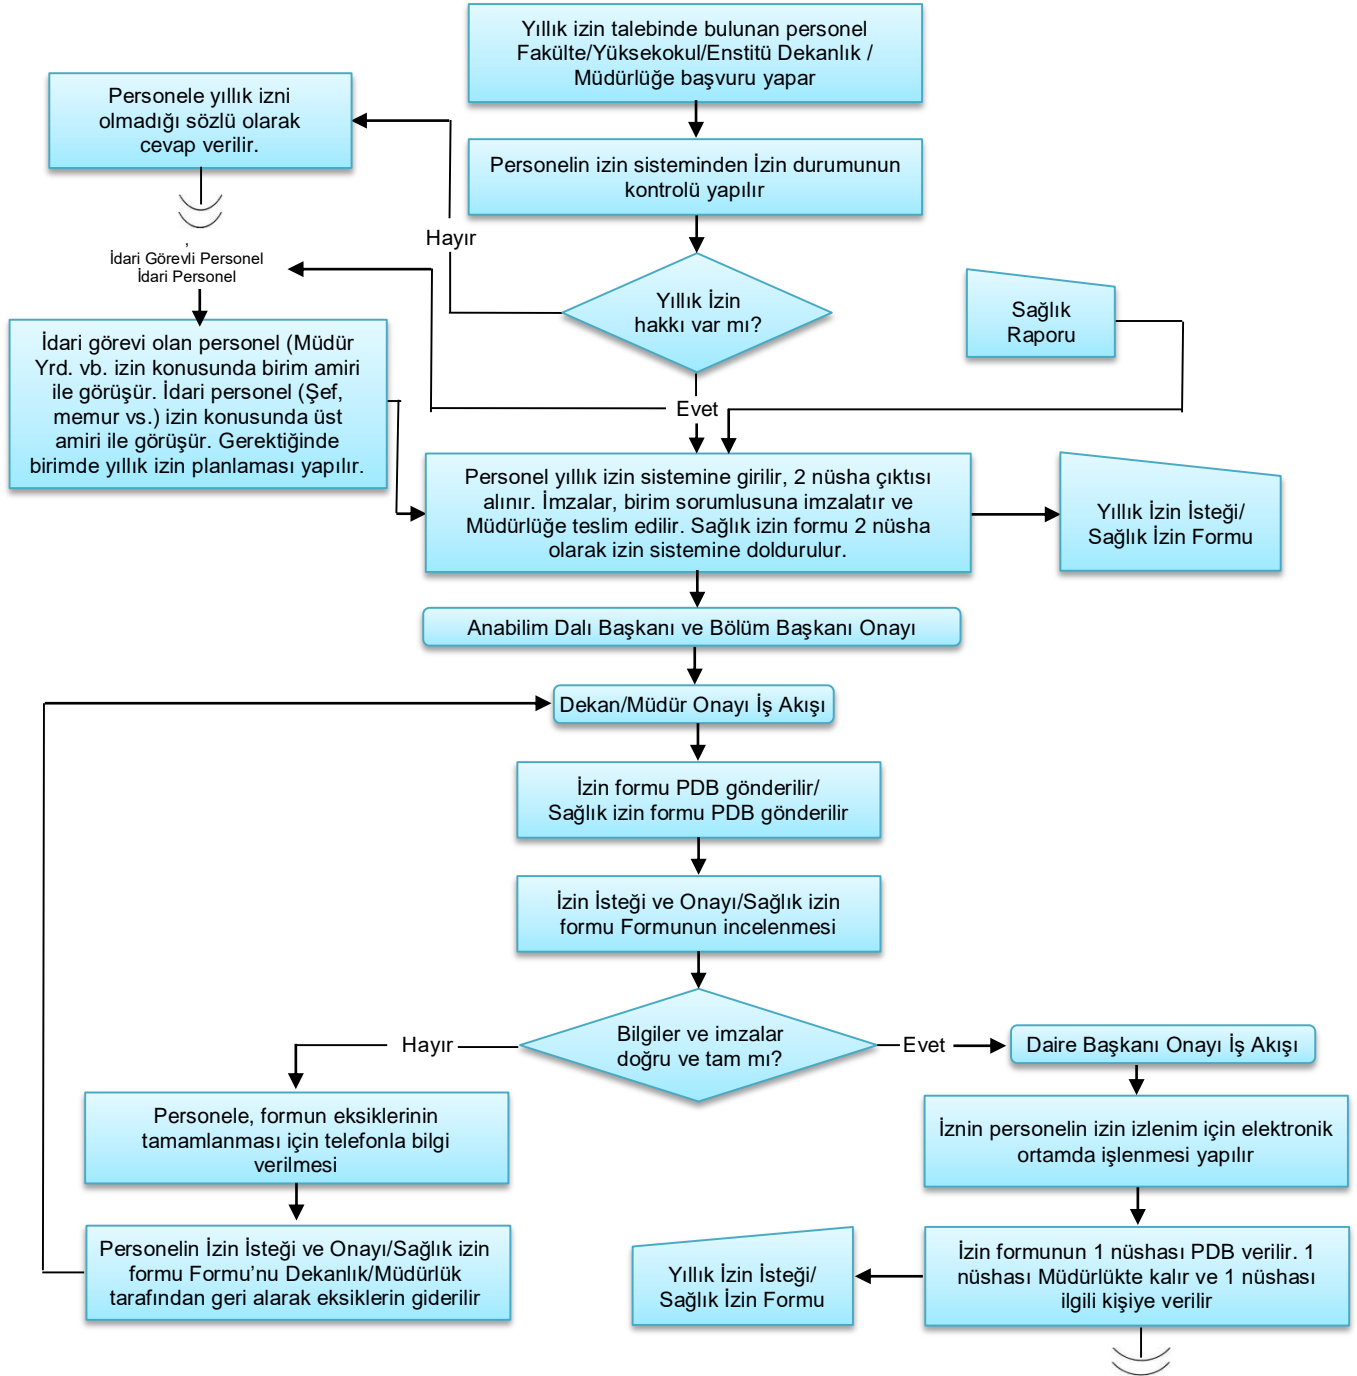 Yıllık izin talebinde bulunan personel
Fakülte/Yüksekokul/Enstitü Dekanlık /
Müdürlüğe başvuru yapar
Personele yıllık izni
olmadığı sözlü olarak
cevap verilir.
Personelin izin sisteminden İzin durumunun
kontrolü yapılır
Hayır
,
İdari Görevli Personel
İdari Personel
Yıllık İzin
hakkı var mı?
Sağlık
Raporu
İdari görevi olan personel (Müdür
Yrd. vb. izin konusunda birim amiri
ile görüşür. İdari personel (Şef,
memur vs.) izin konusunda üst
amiri ile görüşür. Gerektiğinde
birimde yıllık izin planlaması yapılır.
Evet
Personel yıllık izin sistemine girilir, 2 nüsha çıktısı
alınır. İmzalar, birim sorumlusuna imzalatır ve
Müdürlüğe teslim edilir. Sağlık izin formu 2 nüsha
olarak izin sistemine doldurulur.
Yıllık İzin İsteği/
Sağlık İzin Formu
Anabilim Dalı Başkanı ve Bölüm Başkanı Onayı
Dekan/Müdür Onayı İş Akışı
İzin formu PDB gönderilir/
Sağlık izin formu PDB gönderilir
İzin İsteği ve Onayı/Sağlık izin
formu Formunun incelenmesi
Bilgiler ve imzalar
doğru ve tam mı?
Hayır
Evet
Daire Başkanı Onayı İş Akışı
Personele, formun eksiklerinin
tamamlanması için telefonla bilgi
verilmesi
İznin personelin izin izlenim için elektronik
ortamda işlenmesi yapılır
Personelin İzin İsteği ve Onayı/Sağlık izin
formu Formu’nu Dekanlık/Müdürlük
tarafından geri alarak eksiklerin giderilir
Yıllık İzin İsteği/
Sağlık İzin Formu
İzin formunun 1 nüshası PDB verilir. 1
nüshası Müdürlükte kalır ve 1 nüshası
ilgili kişiye verilir